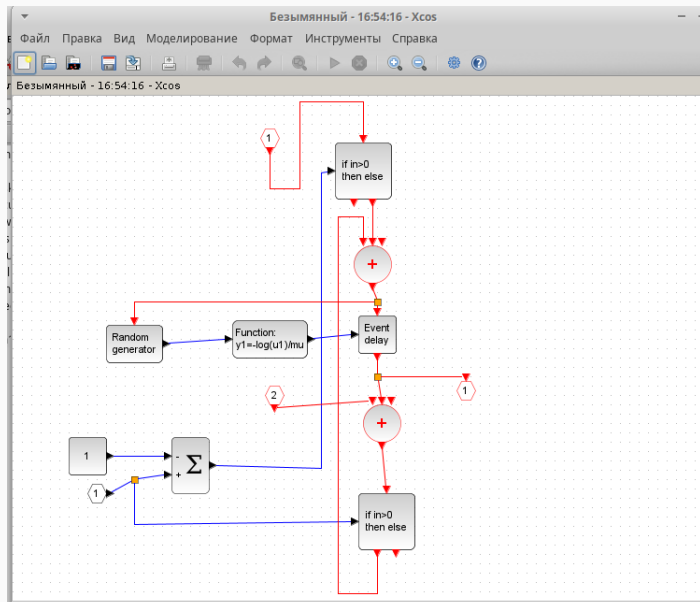 Безымянный - 16:54:16 - Xcos
Файл Правка Вид Моделирование Формат Инструменты Справка
Безымянный - 16:54:16 - Xcos
1
if in>0
then else
+
Random
generator
Function:
y1=-log(u1)/mu
Event
delay
2
1
+
1
-
+
Σ
1
if in>0
then else